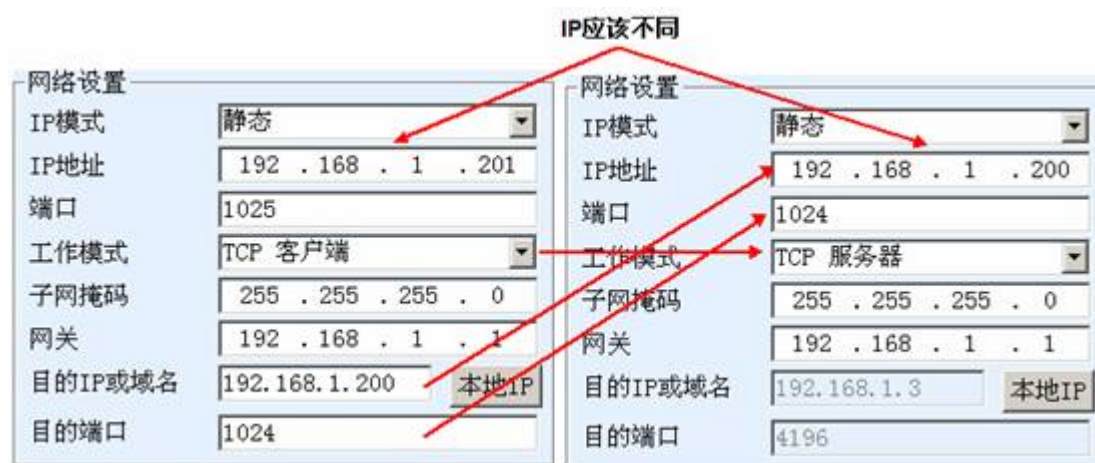 IP应该不同
网络设置
IP模式 静态
IP地址 192 . 168 . 1 . 201
端口 1025
工作模式 TCP 客户端
子网掩码 255 . 255 . 255 . 0
网关 192 . 168 . 1 . 1
目的IP或域名 192.168.1.200 本地IP
目的端口 1024
网络设置
IP模式 静态
IP地址 192 . 168 . 1 . 200
端口 1024
工作模式 TCP 服务器
子网掩码 255 . 255 . 255 . 0
网关 192 . 168 . 1 . 1
目的IP或域名 192.168.1.3 本地IP
目的端口 4196